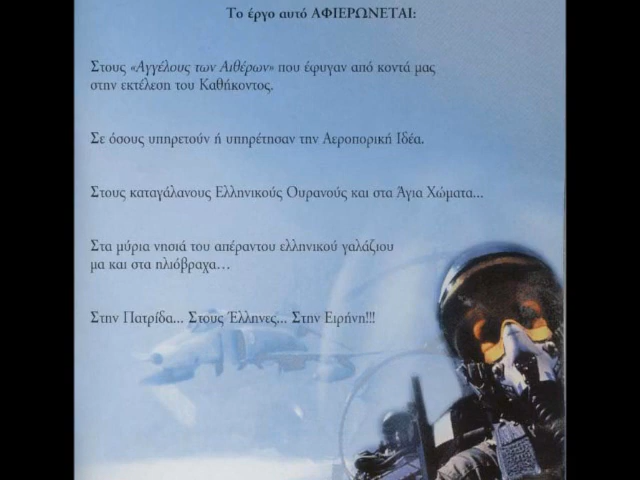 Το έργο αυτό ΑΦΙΕΡΩΝΕΤΑΙ:
Στους «Αγγέλους των Αιθέρων» που έφυγαν από κοντά μας
στην εκτέλεση του Καθήκοντος.
Σε όσους υπηρετούν ή υπηρέτησαν την Αεροπορική Ιδέα.
Στους καταγάλανους Ελληνικούς Ουρανούς και στα Άγια Χώματα...
Στα μύρια νησιά του απέραντου ελληνικού γαλάζιου
μα και στα ηλιόβραχα…
Στην Πατρίδα... Στους Έλληνες... Στην Ειρήνη!!!